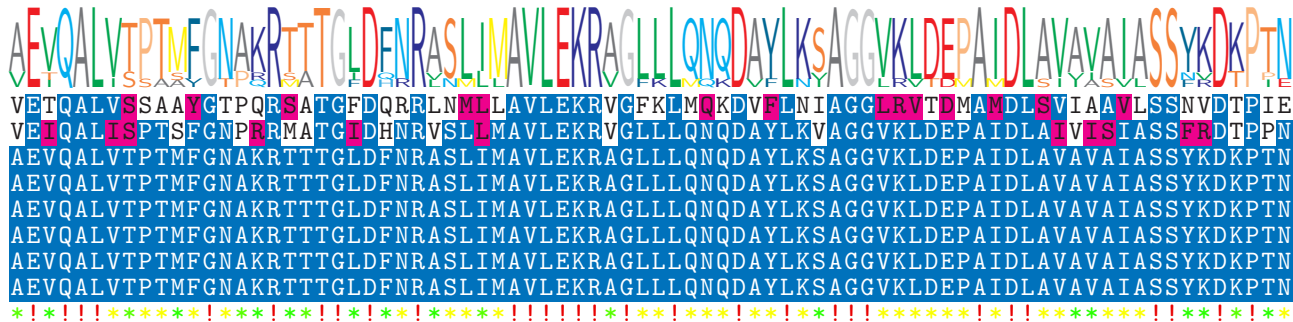 AEVQALVTPTMFGNAKRTTTGLDFNRASLIMAVLEKRAGLLLQNQDAYLKSAGGVKLDEPAIDLAVAVAIASSYKDKPTN
VETQALVSSAAYGTPQRSATGFDQRRLNMLLAVLEKRVGFKLMQKDVFLNIAGGLRVTDMAMDLSVIAAVLSSNVDTPIE
VEIQALISPTSFGNPRRMATGIDHNRVSLLMAVLEKRVGLLLQNQDAYLKVAGGVKLDEPAIDLAIVISIASSFRDTPPN
AEVQALVTPTMFGNAKRTTTGLDFNRASLIMAVLEKRAGLLLQNQDAYLKSAGGVKLDEPAIDLAVAVAIASSYKDKPTN
AEVQALVTPTMFGNAKRTTTGLDFNRASLIMAVLEKRAGLLLQNQDAYLKSAGGVKLDEPAIDLAVAVAIASSYKDKPTN
AEVQALVTPTMFGNAKRTTTGLDFNRASLIMAVLEKRAGLLLQNQDAYLKSAGGVKLDEPAIDLAVAVAIASSYKDKPTN
AEVQALVTPTMFGNAKRTTTGLDFNRASLIMAVLEKRAGLLLQNQDAYLKSAGGVKLDEPAIDLAVAVAIASSYKDKPTN
AEVQALVTPTMFGNAKRTTTGLDFNRASLIMAVLEKRAGLLLQNQDAYLKSAGGVKLDEPAIDLAVAVAIASSYKDKPTN
AEVQALVTPTMFGNAKRTTTGLDFNRASLIMAVLEKRAGLLLQNQDAYLKSAGGVKLDEPAIDLAVAVAIASSYKDKPTN
*!*!!!******!***!**!!*!**!*****!!!!!!*!**!***!**!**!!!******!*!!*******!!**!*!**